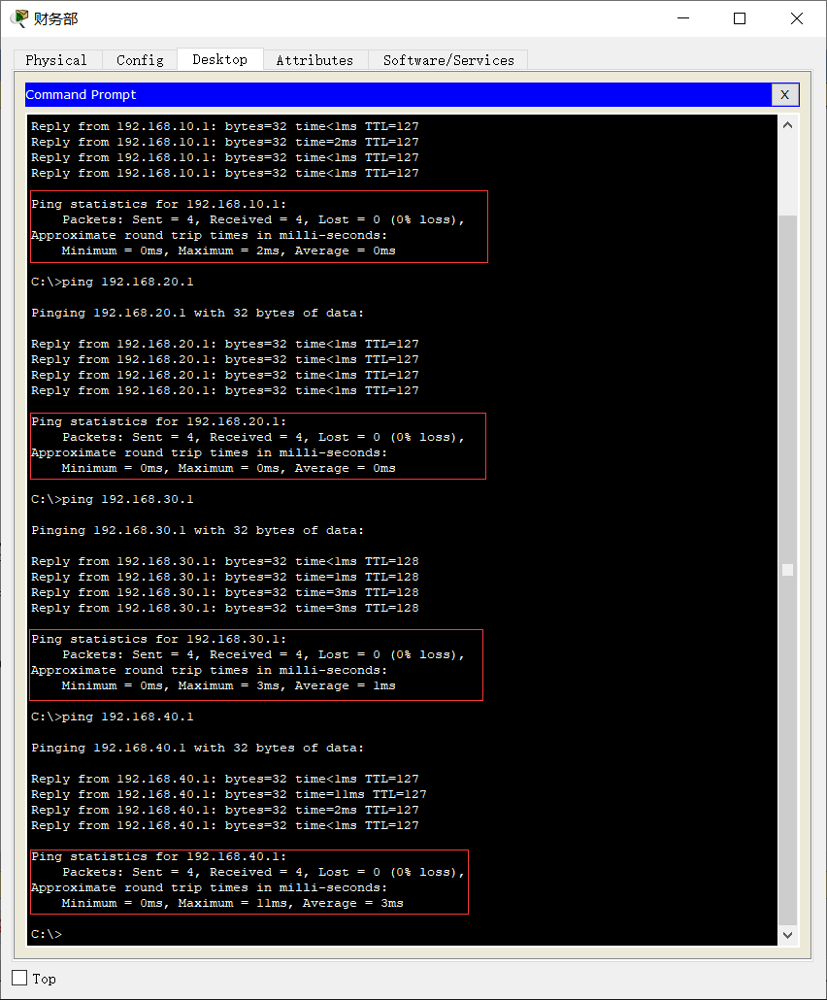 财务部
Physical Config Desktop Attributes Software/Services
Command Prompt X
Reply from 192.168.10.1: bytes=32 time<1ms TTL=127
Reply from 192.168.10.1: bytes=32 time=2ms TTL=127
Reply from 192.168.10.1: bytes=32 time<1ms TTL=127
Reply from 192.168.10.1: bytes=32 time<1ms TTL=127
Ping statistics for 192.168.10.1:
Packets: Sent = 4, Received = 4, Lost = 0 (0% loss),
Approximate round trip times in milli-seconds:
Minimum = 0ms, Maximum = 2ms, Average = 0ms
C:\>ping 192.168.20.1
Pinging 192.168.20.1 with 32 bytes of data:
Reply from 192.168.20.1: bytes=32 time<1ms TTL=127
Reply from 192.168.20.1: bytes=32 time<1ms TTL=127
Reply from 192.168.20.1: bytes=32 time<1ms TTL=127
Reply from 192.168.20.1: bytes=32 time<1ms TTL=127
Ping statistics for 192.168.20.1:
Packets: Sent = 4, Received = 4, Lost = 0 (0% loss),
Approximate round trip times in milli-seconds:
Minimum = 0ms, Maximum = 0ms, Average = 0ms
C:\>ping 192.168.30.1
Pinging 192.168.30.1 with 32 bytes of data:
Reply from 192.168.30.1: bytes=32 time<1ms TTL=128
Reply from 192.168.30.1: bytes=32 time=1ms TTL=128
Reply from 192.168.30.1: bytes=32 time=3ms TTL=128
Reply from 192.168.30.1: bytes=32 time=3ms TTL=128
Ping statistics for 192.168.30.1:
Packets: Sent = 4, Received = 4, Lost = 0 (0% loss),
Approximate round trip times in milli-seconds:
Minimum = 0ms, Maximum = 3ms, Average = 1ms
C:\>ping 192.168.40.1
Pinging 192.168.40.1 with 32 bytes of data:
Reply from 192.168.40.1: bytes=32 time<1ms TTL=127
Reply from 192.168.40.1: bytes=32 time=11ms TTL=127
Reply from 192.168.40.1: bytes=32 time=2ms TTL=127
Reply from 192.168.40.1: bytes=32 time<1ms TTL=127
Ping statistics for 192.168.40.1:
Packets: Sent = 4, Received = 4, Lost = 0 (0% loss),
Approximate round trip times in milli-seconds:
Minimum = 0ms, Maximum = 11ms, Average = 3ms
C:\>
Top